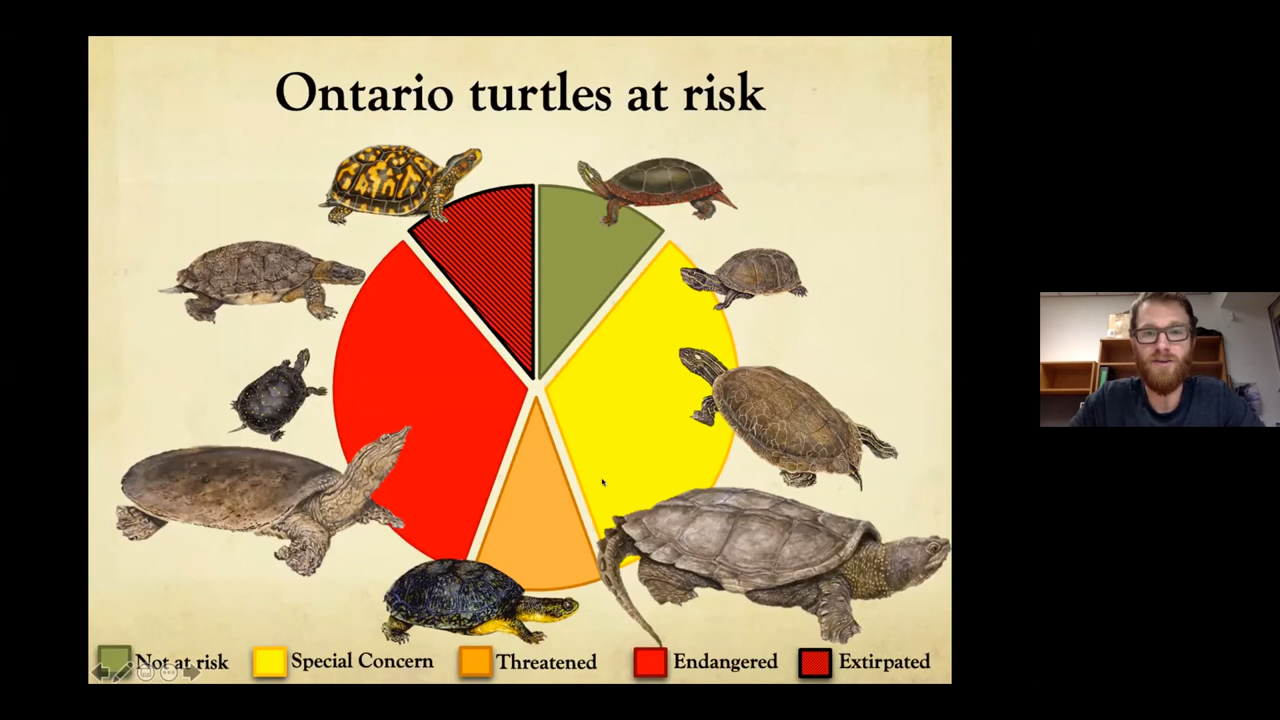 Ontario turtles at risk
Not at risk
Special Concern
Threatened
Endangered
Extirpated